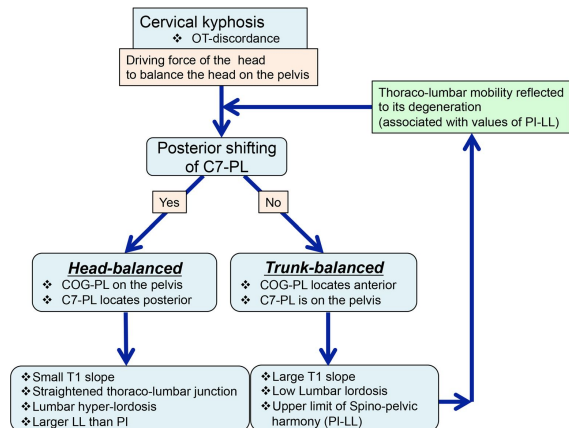 Cervical kyphosis
❖ OT-discordance
Driving force of the head
to balance the head on the pelvis
Thoraco-lumbar mobility reflected
to its degeneration
(associated with values of PI-LL)
Posterior shifting
of C7-PL
Yes
No
Head-balanced
❖ COG-PL on the pelvis
❖ C7-PL locates posterior
Trunk-balanced
❖ COG-PL locates anterior
❖ C7-PL is on the pelvis
❖Small T1 slope
❖Straightened thoraco-lumbar junction
❖Lumbar hyper-lordosis
❖Larger LL than PI
❖Large T1 slope
❖Low Lumbar lordosis
❖Upper limit of Spino-pelvic
harmony (PI-LL)